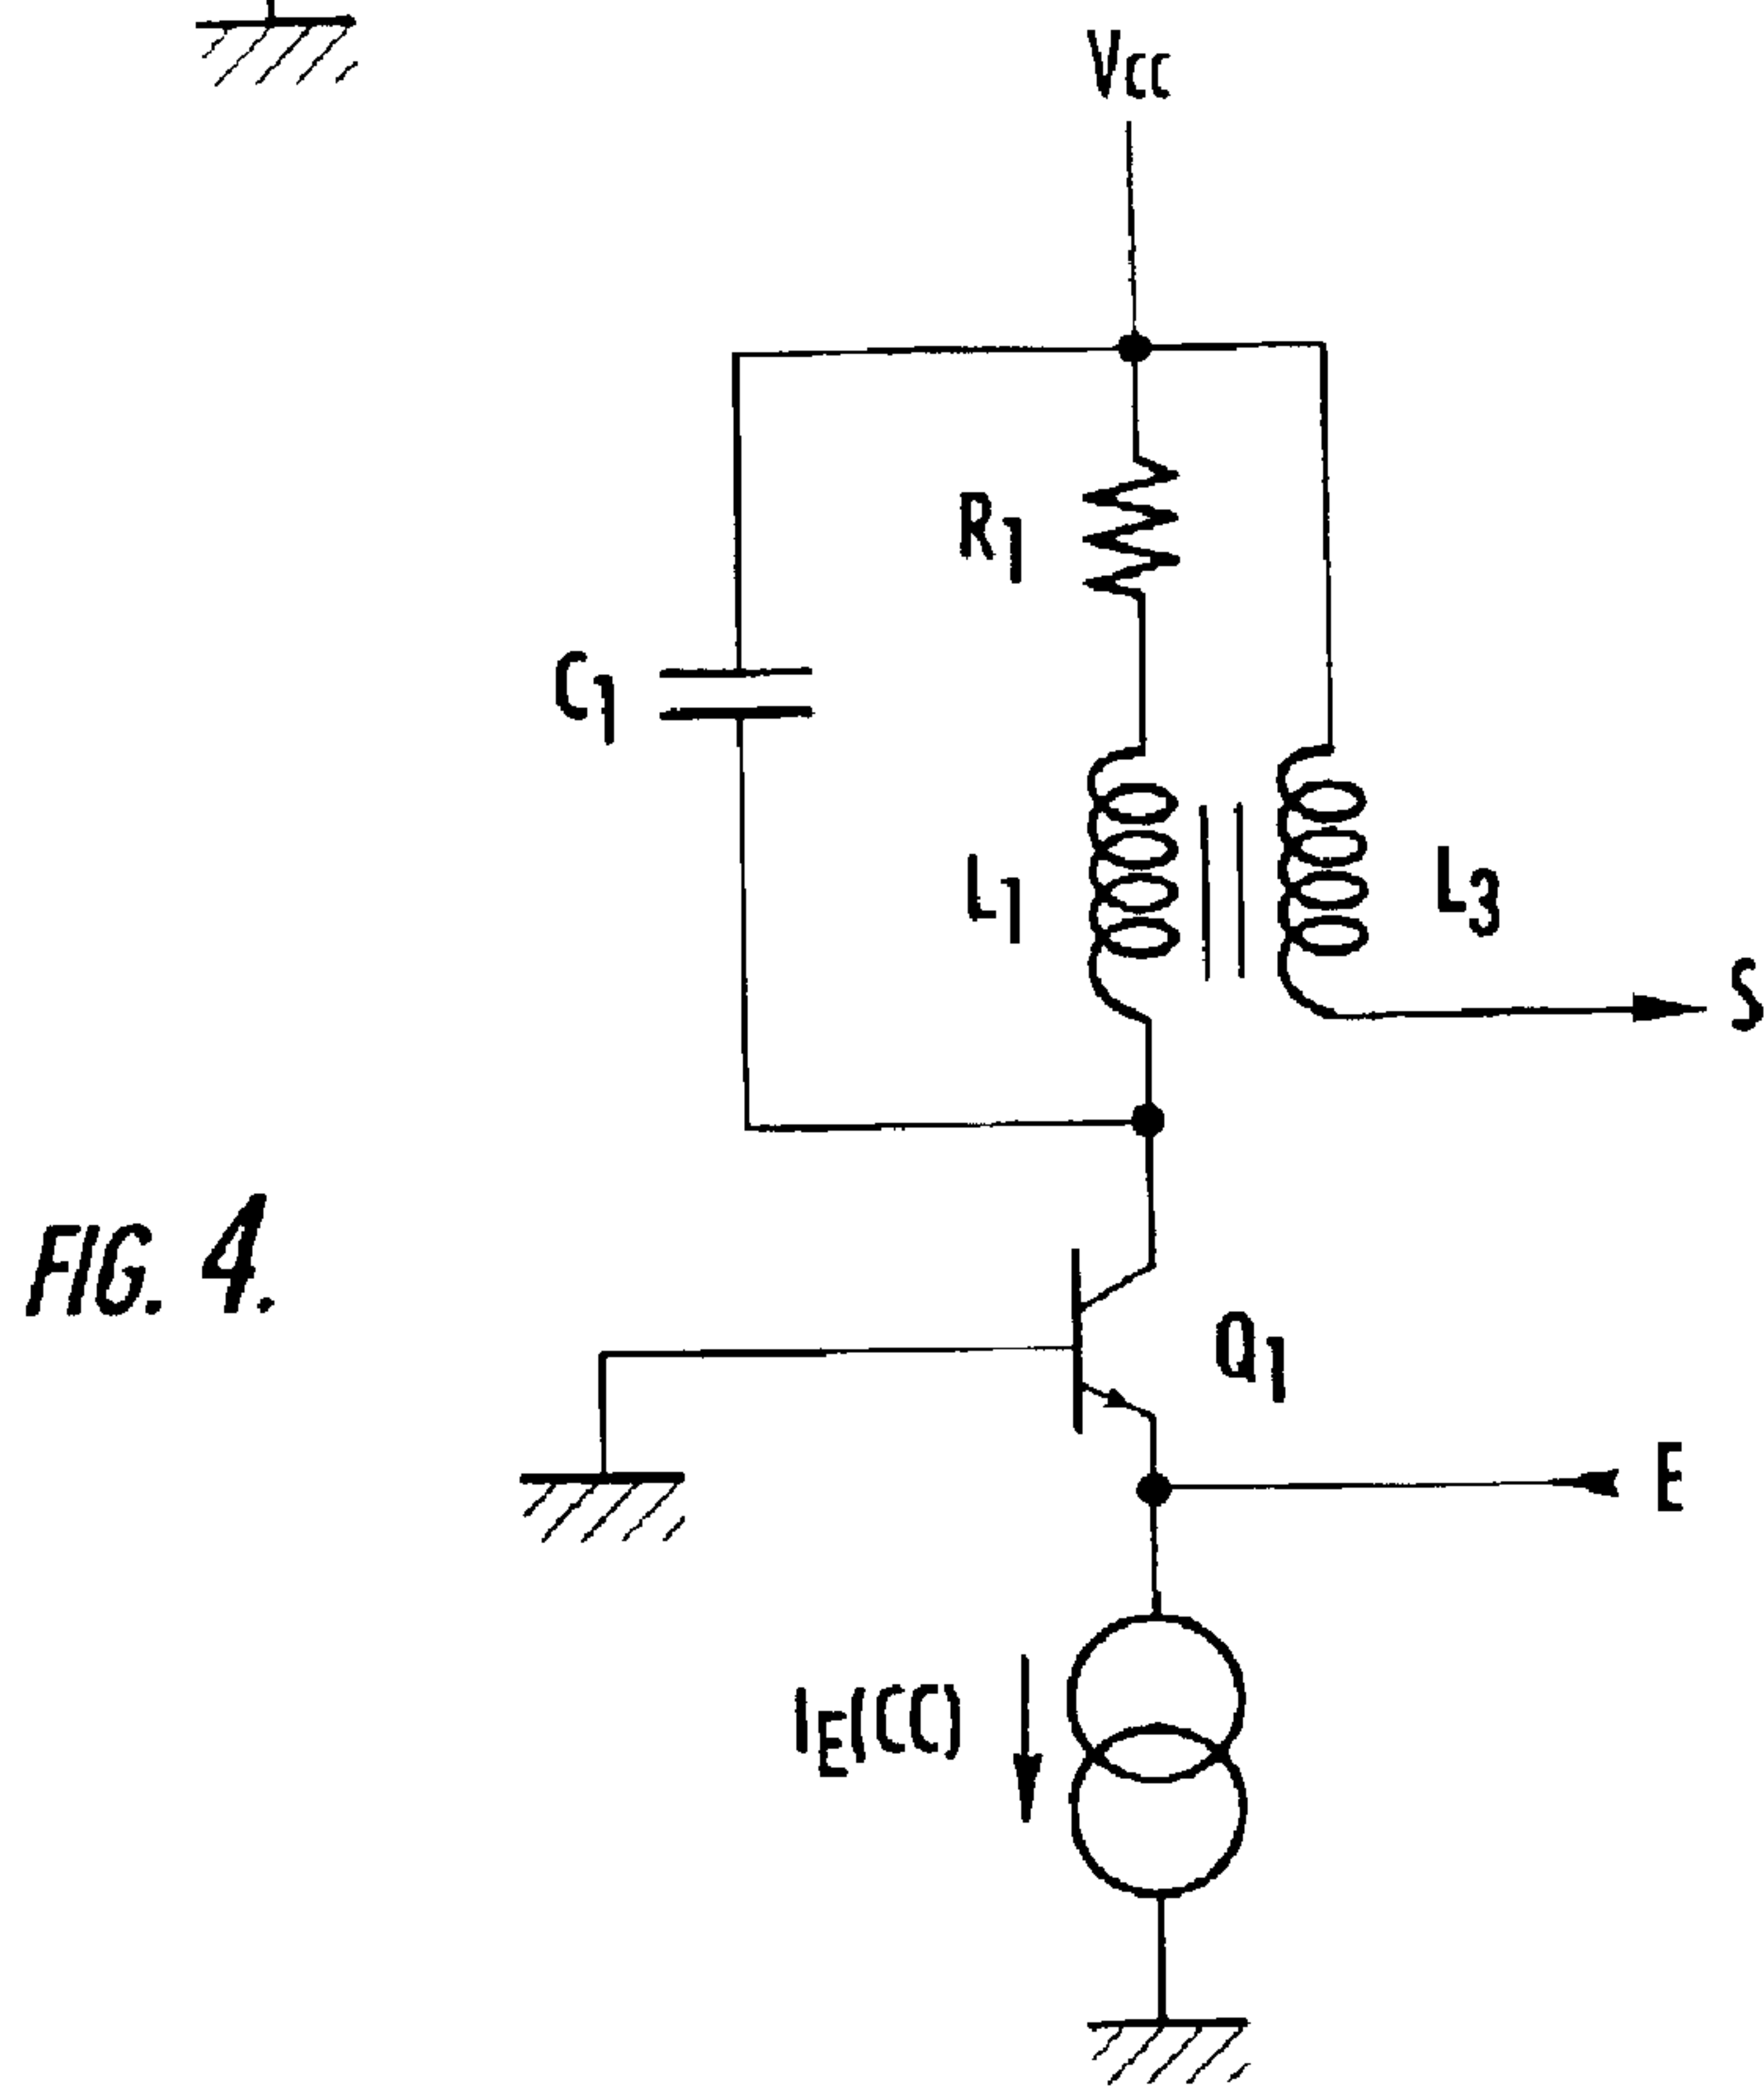 VCC
R1
C1
L1
L3
S
FIG. 4.
Q1
E
IE(CC)